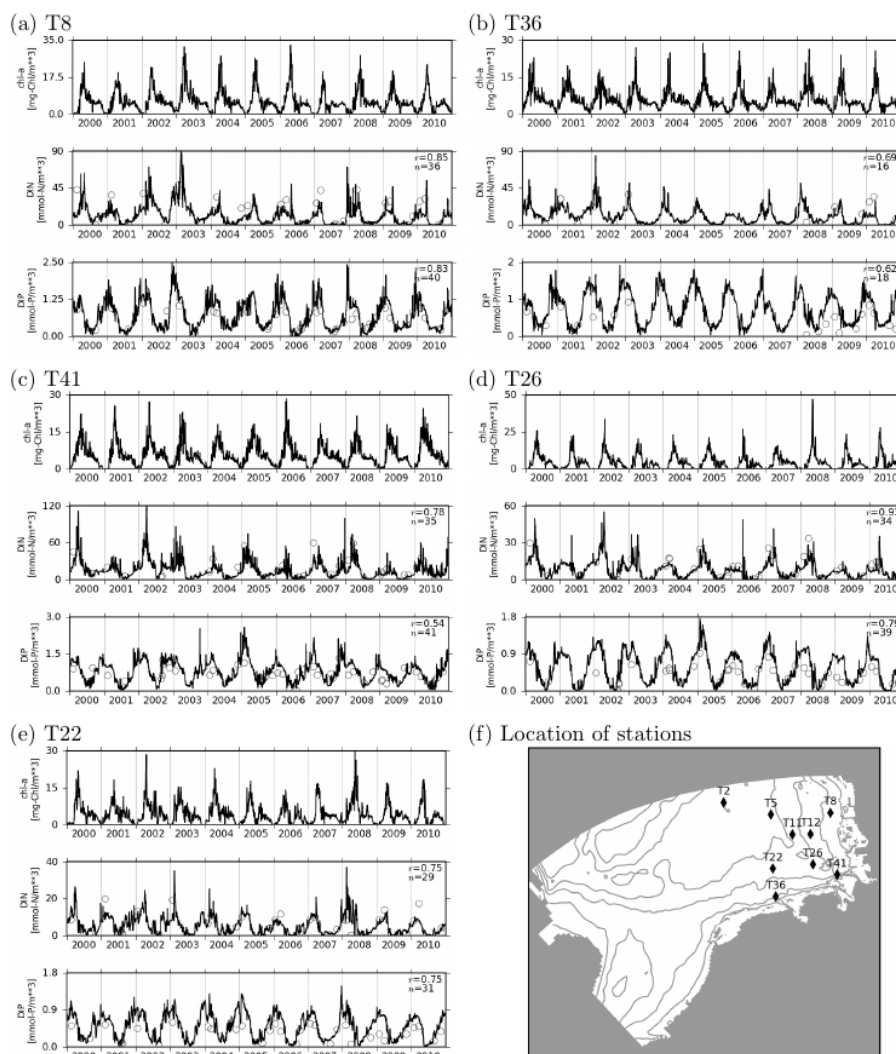 (a) T8
chl-a
[mg-Chl/m**3]
35.0
17.5
0.0
2000 2001 2002 2003 2004 2005 2006 2007 2008 2009 2010
DIN
[mmol-N/m**3]
90
45
0
r=0.85
n=36
2000 2001 2002 2003 2004 2005 2006 2007 2008 2009 2010
DIP
[mmol-P/m**3]
2.50
1.25
0.00
r=0.83
n=40
2000 2001 2002 2003 2004 2005 2006 2007 2008 2009 2010
(b) T36
chl-a
[mg-Chl/m**3]
30
15
0
2000 2001 2002 2003 2004 2005 2006 2007 2008 2009 2010
DIN
[mmol-N/m**3]
90
45
0
r=0.69
n=16
2000 2001 2002 2003 2004 2005 2006 2007 2008 2009 2010
DIP
[mmol-P/m**3]
2
1
0
r=0.62
n=18
2000 2001 2002 2003 2004 2005 2006 2007 2008 2009 2010
(c) T41
chl-a
[mg-Chl/m**3]
30
15
0
2000 2001 2002 2003 2004 2005 2006 2007 2008 2009 2010
DIN
[mmol-N/m**3]
120
60
0
r=0.78
n=35
2000 2001 2002 2003 2004 2005 2006 2007 2008 2009 2010
DIP
[mmol-P/m**3]
3.0
1.5
0.0
r=0.54
n=41
2000 2001 2002 2003 2004 2005 2006 2007 2008 2009 2010
(d) T26
chl-a
[mg-Chl/m**3]
50
25
0
2000 2001 2002 2003 2004 2005 2006 2007 2008 2009 2010
DIN
[mmol-N/m**3]
60
30
0
n=34
2000 2001 2002 2003 2004 2005 2006 2007 2008 2009 2010
DIP
[mmol-P/m**3]
1.8
0.9
0.0
r=0.79
n=39
2000 2001 2002 2003 2004 2005 2006 2007 2008 2009 2010
(e) T22
chl-a
[mg-Chl/m**3]
30
15
0
2000 2001 2002 2003 2004 2005 2006 2007 2008 2009 2010
DIN
[mmol-N/m**3]
40
20
0
r=0.75
n=29
2000 2001 2002 2003 2004 2005 2006 2007 2008 2009 2010
DIP
[mmol-P/m**3]
1.8
0.9
0.0
r=0.75
n=31
(f) Location of stations
T2
T5
T8
T11 T12
T22
T26
T41
T36